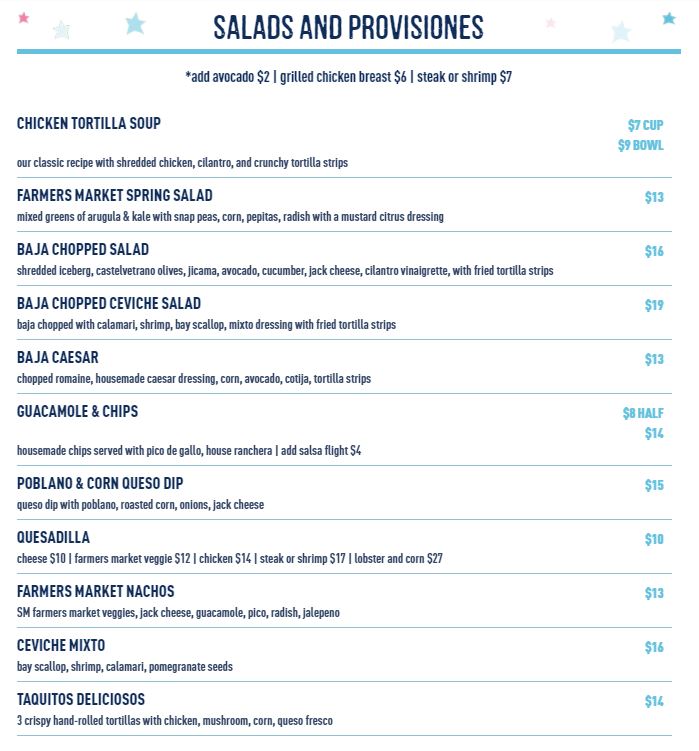 SALADS AND PROVISIONES
*add avocado $2 | grilled chicken breast $6 | steak or shrimp $7
CHICKEN TORTILLA SOUP $7 CUP
$9 BOWL
our classic recipe with shredded chicken, cilantro, and crunchy tortilla strips
FARMERS MARKET SPRING SALAD $13
mixed greens of arugula & kale with snap peas, corn, pepitas, radish with a mustard citrus dressing
BAJA CHOPPED SALAD $16
shredded iceberg, castelvetrano olives, jicama, avocado, cucumber, jack cheese, cilantro vinaigrette, with fried tortilla strips
BAJA CHOPPED CEVICHE SALAD $19
baja chopped with calamari, shrimp, bay scallop, mixto dressing with fried tortilla strips
BAJA CAESAR $13
chopped romaine, housemade caesar dressing, corn, avocado, cotija, tortilla strips
GUACAMOLE & CHIPS $8 HALF
$14
housemade chips served with pico de gallo, house ranchera | add salsa flight $4
POBLANO & CORN QUESO DIP $15
queso dip with poblano, roasted corn, onions, jack cheese
QUESADILLA $10
cheese $10 | farmers market veggie $12 | chicken $14 | steak or shrimp $17 | lobster and corn $27
FARMERS MARKET NACHOS $13
SM farmers market veggies, jack cheese, guacamole, pico, radish, jalepeno
CEVICHE MIXTO $16
bay scallop, shrimp, calamari, pomegranate seeds
TAQUITOS DELICIOSOS $14
3 crispy hand-rolled tortillas with chicken, mushroom, corn, queso fresco